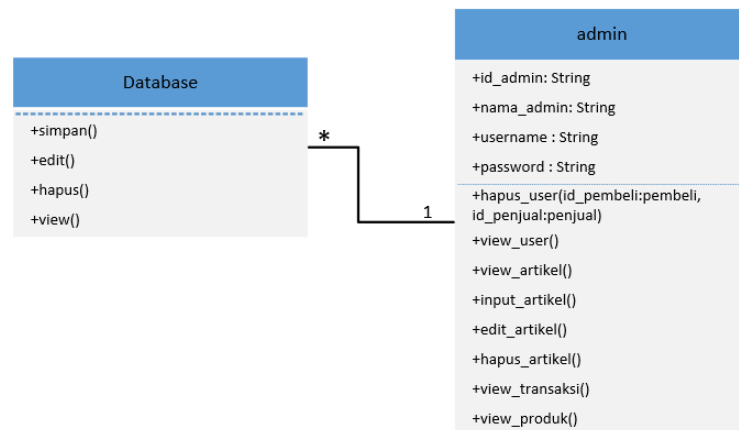 Database
+simpan()
+edit()
+hapus()
+view()
*
1
admin
+id_admin: String
+nama_admin: String
+username : String
+password : String
+hapus_user(id_pembeli:pembeli,
id_penjual:penjual)
+view_user()
+view_artikel()
+input_artikel()
+edit_artikel()
+hapus_artikel()
+view_transaksi()
+view_produk()